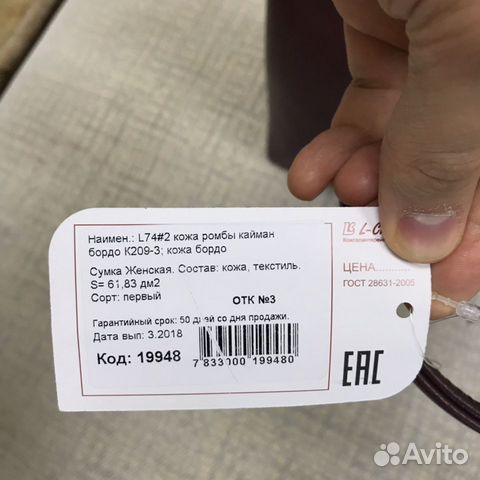 Наимен.: L74#2 кожа ромбы кайман
бордо К209-3; кожа бордо
Сумка Женская. Состав: кожа, текстиль.
S= 61,83 дм2
Сорт: первый
ОТК №3
Гарантийный срок: 50 дней со дня продажи.
Дата вып: 3.2018
Код: 19948
7 833000 199480
ЦЕНА...........
ГОСТ 28631-2005
EAC
Avito